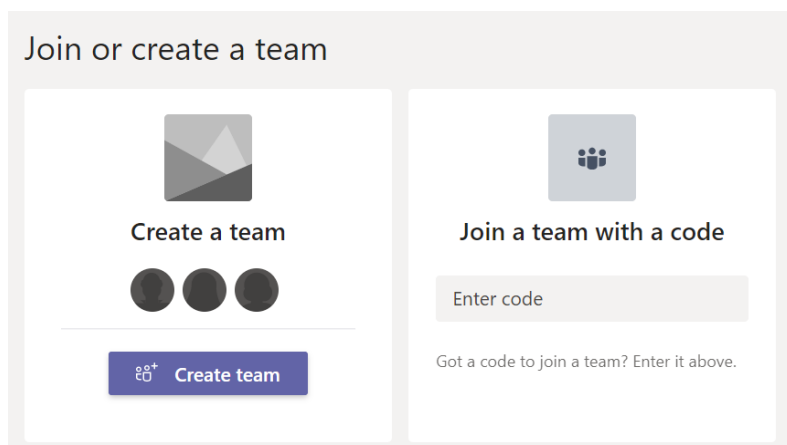 Join or create a team
Create a team
Create team
Join a team with a code
Enter code
Got a code to join a team? Enter it above.